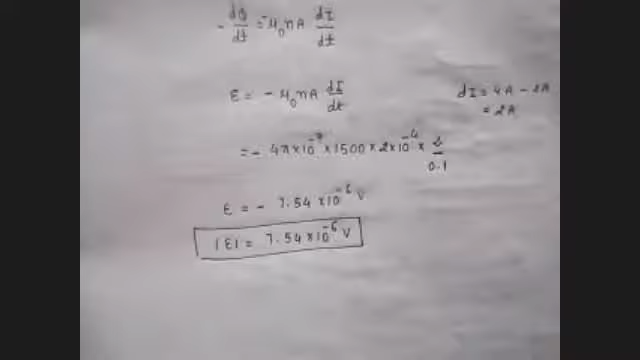 - dΦ/dt = -μ₀nA dI/dt
ε = - μ₀nA dI/dt
dI = 4A - 2A
= 2A
= - 4π×10⁻⁷ × 1500 × 2×10⁻⁴ × 2/0.1
ε = - 7.54 × 10⁻⁶ V
|ε| = 7.54 × 10⁻⁶ V